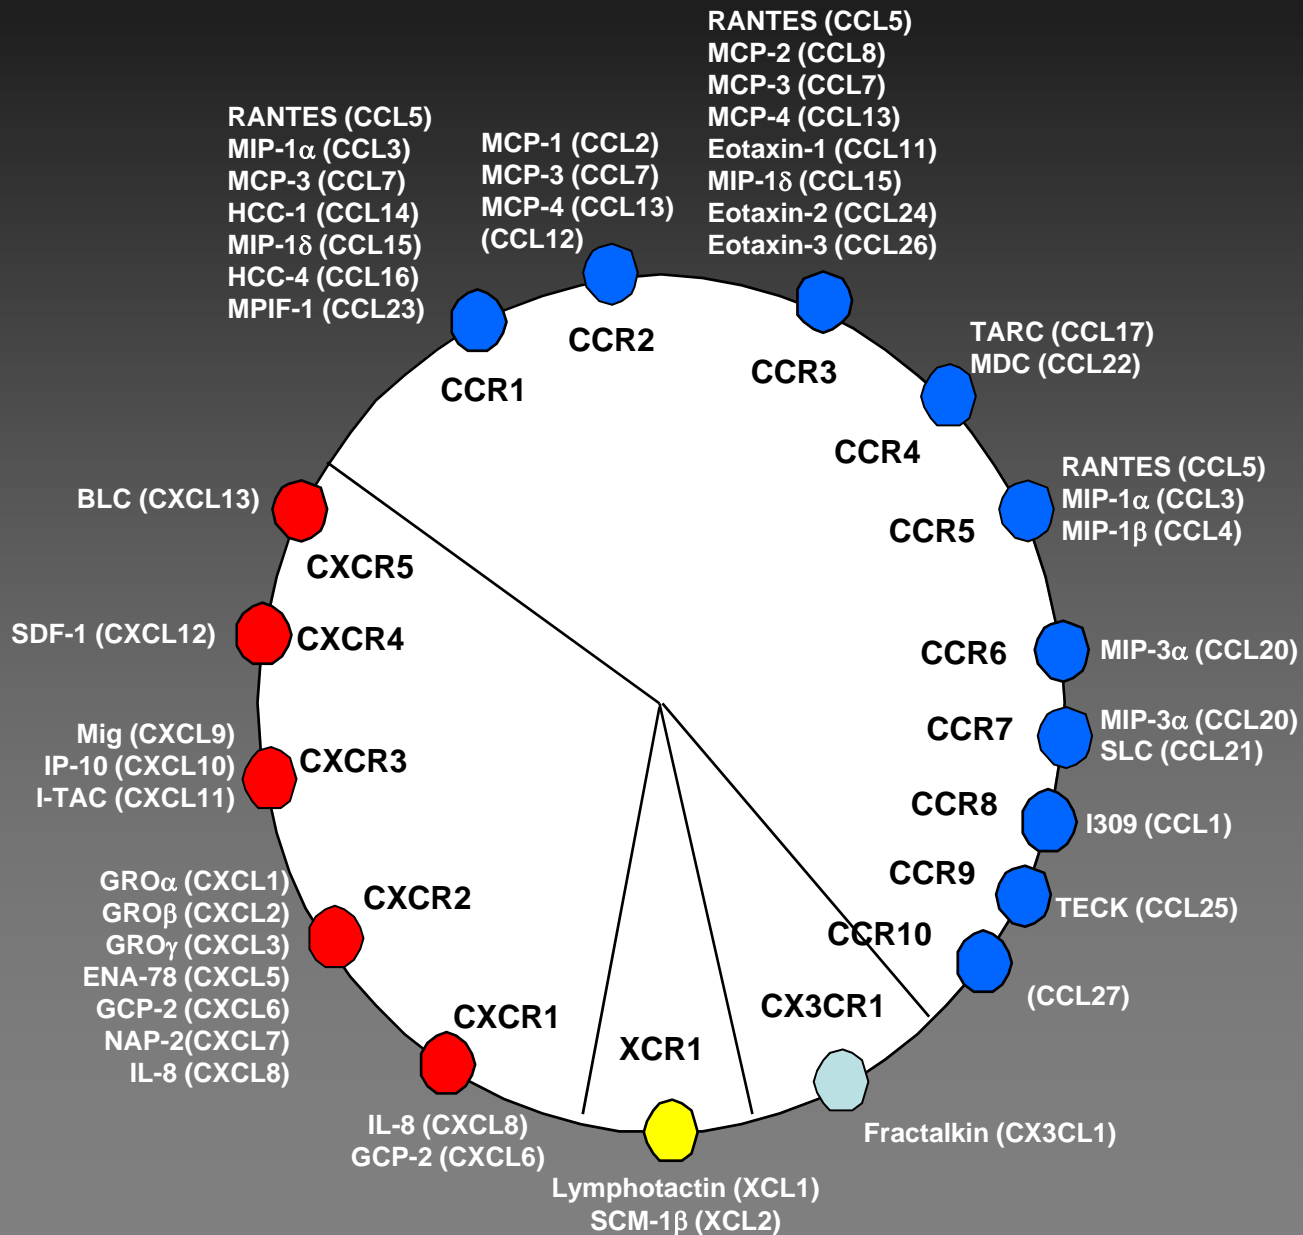 RANTES (CCL5)
MCP-2 (CCL8)
MCP-3 (CCL7)
MCP-4 (CCL13)
Eotaxin-1 (CCL11)
MIP-1δ (CCL15)
Eotaxin-2 (CCL24)
Eotaxin-3 (CCL26)
RANTES (CCL5)
MIP-1α (CCL3)
MCP-3 (CCL7)
HCC-1 (CCL14)
MIP-1δ (CCL15)
HCC-4 (CCL16)
MPIF-1 (CCL23)
MCP-1 (CCL2)
MCP-3 (CCL7)
MCP-4 (CCL13)
(CCL12)
CCR1
CCR2
CCR3
TARC (CCL17)
MDC (CCL22)
CCR4
RANTES (CCL5)
MIP-1α (CCL3)
MIP-1β (CCL4)
CCR5
BLC (CXCL13)
CXCR5
SDF-1 (CXCL12)
CXCR4
CCR6
MIP-3α (CCL20)
CCR7
MIP-3α (CCL20)
SLC (CCL21)
Mig (CXCL9)
IP-10 (CXCL10)
I-TAC (CXCL11)
CXCR3
CCR8
I309 (CCL1)
CCR9
TECK (CCL25)
CCR10
(CCL27)
GROα (CXCL1)
GROβ (CXCL2)
GROγ (CXCL3)
ENA-78 (CXCL5)
GCP-2 (CXCL6)
NAP-2(CXCL7)
IL-8 (CXCL8)
CXCR2
CXCR1
XCR1
CX3CR1
IL-8 (CXCL8)
GCP-2 (CXCL6)
Fractalkin (CX3CL1)
Lymphotactin (XCL1)
SCM-1β (XCL2)